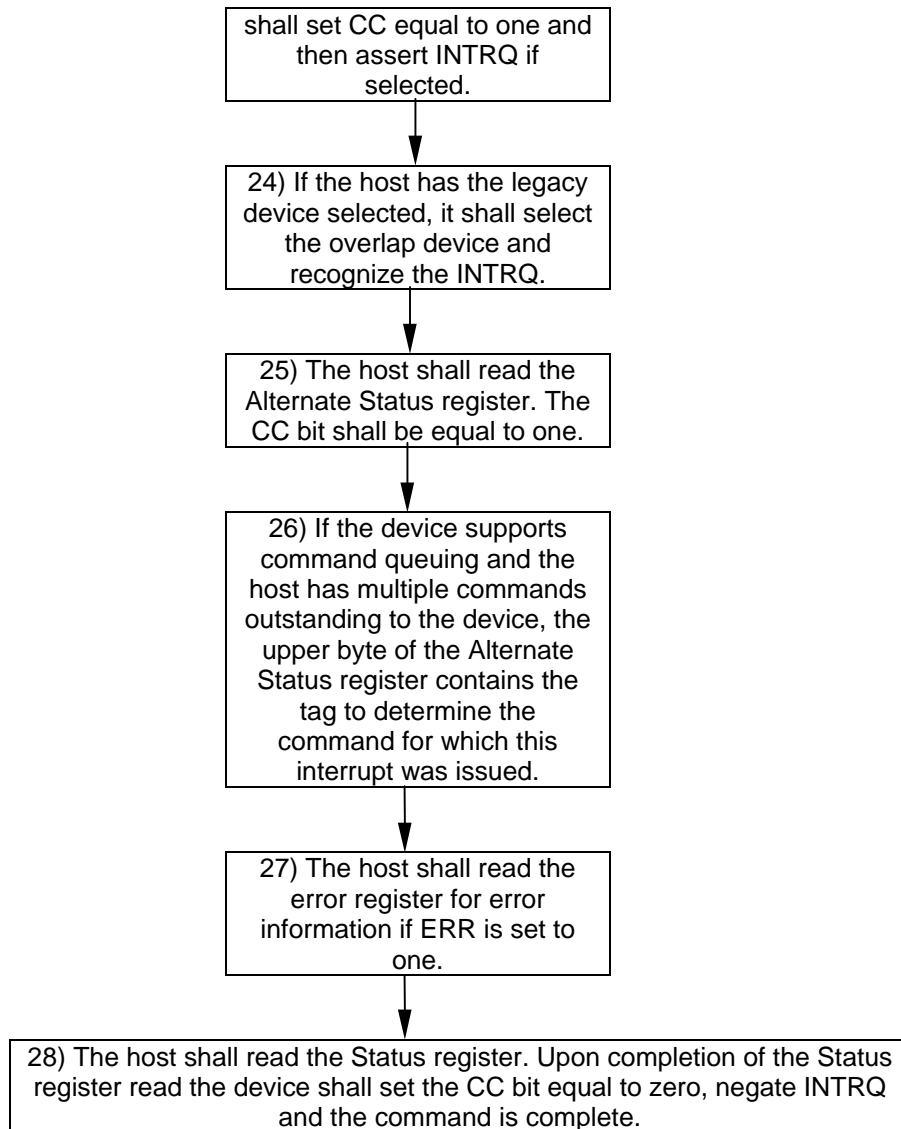 shall set CC equal to one and
then assert INTRQ if
selected.
24) If the host has the legacy
device selected, it shall select
the overlap device and
recognize the INTRQ.
25) The host shall read the
Alternate Status register. The
CC bit shall be equal to one.
26) If the device supports
command queuing and the
host has multiple commands
outstanding to the device, the
upper byte of the Alternate
Status register contains the
tag to determine the
command for which this
interrupt was issued.
27) The host shall read the
error register for error
information if ERR is set to
one.
28) The host shall read the Status register. Upon completion of the Status
register read the device shall set the CC bit equal to zero, negate INTRQ
and the command is complete.